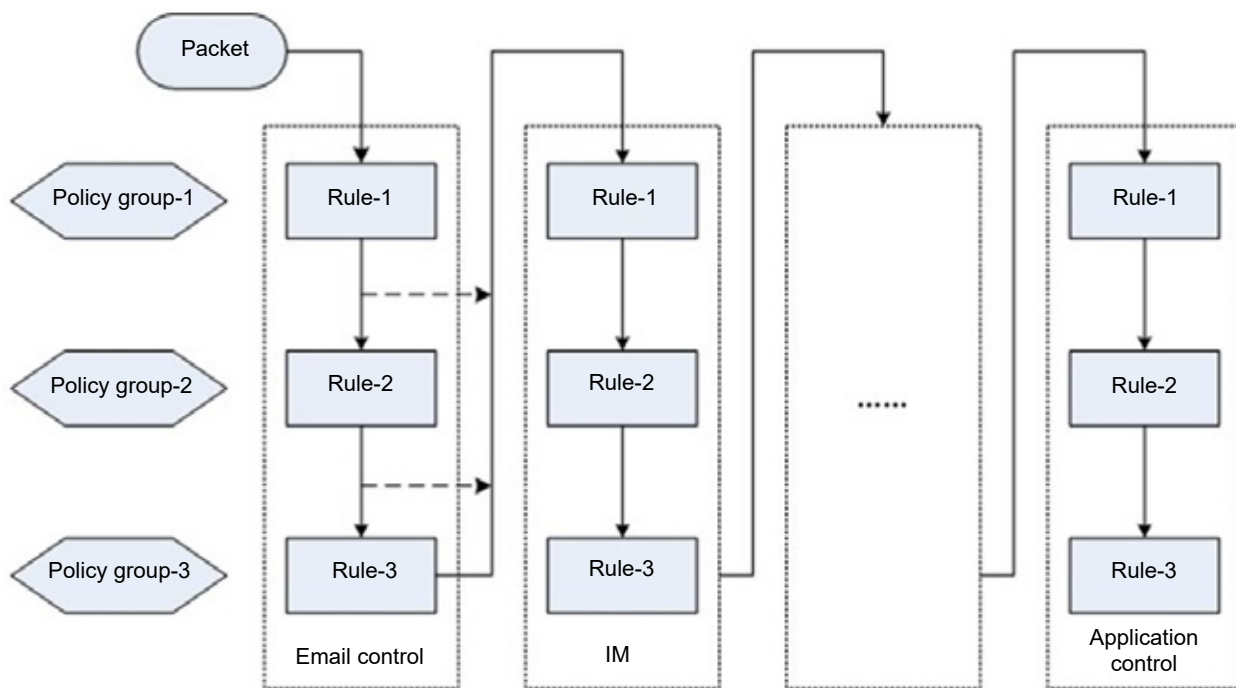 Packet
Policy group-1
Rule-1
Rule-1
Rule-1
Policy group-2
Rule-2
Rule-2
......
Rule-2
Policy group-3
Rule-3
Rule-3
Rule-3
Email control
IM
Application
control